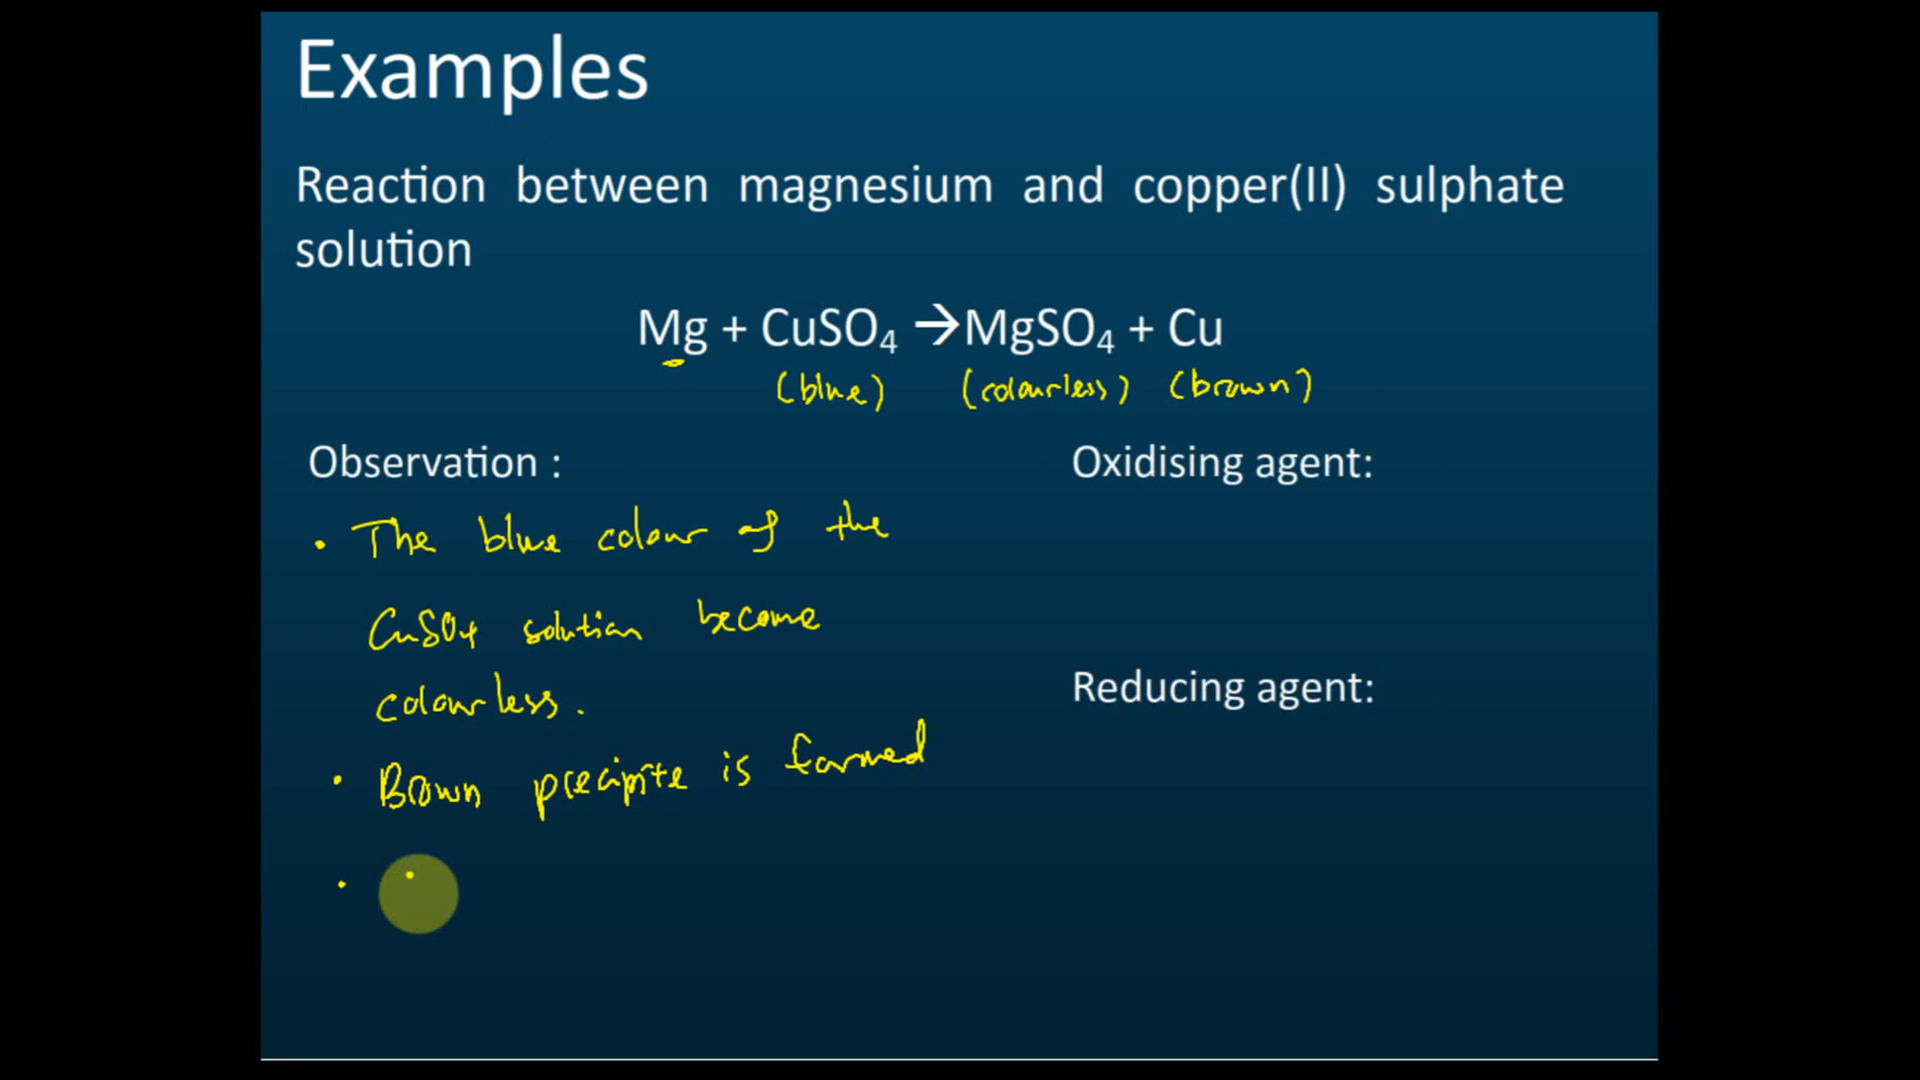 Examples
Reaction between magnesium and copper(II) sulphate
solution
Mg + CuSO₄ →MgSO₄ + Cu
(blue) (colourless) (brown)
Observation :
Oxidising agent:
• The blue colour of the
CuSO4 solution become
colourless.
• Brown precipite is formed
•
Reducing agent: